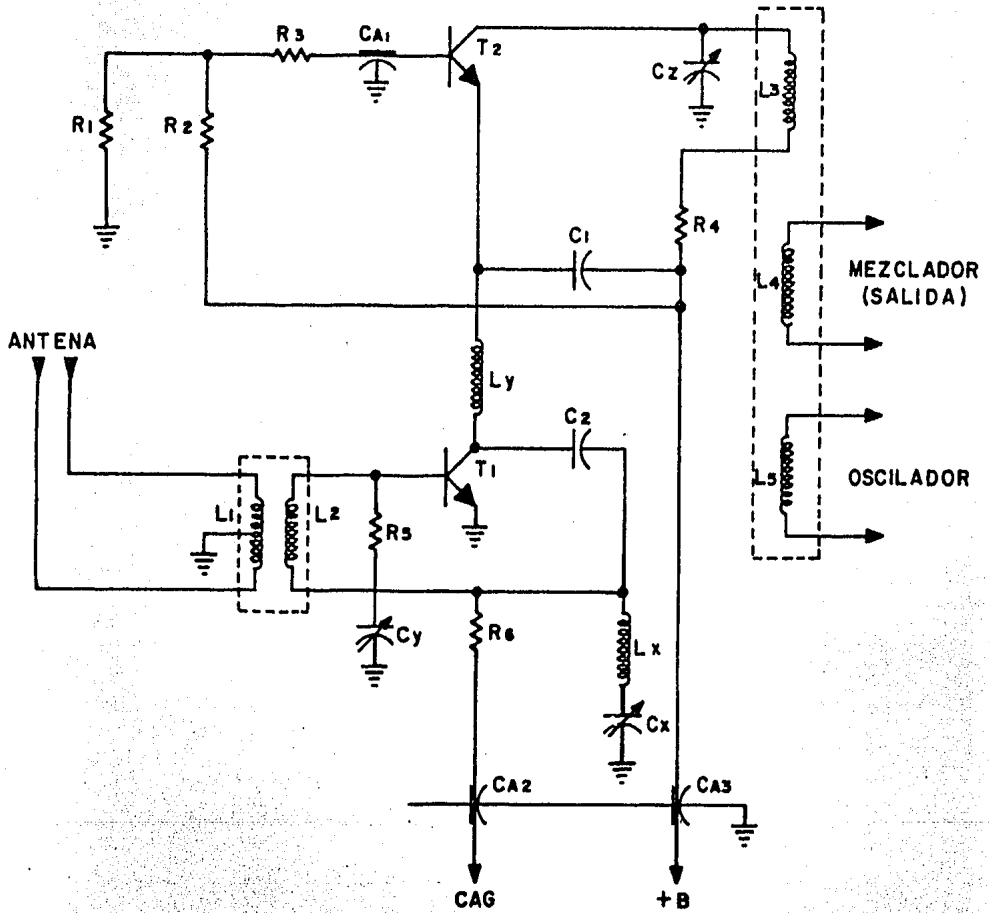 R3
CA1
T2
Cz
L3
R1
R2
R4
C1
L4
MEZCLADOR
(SALIDA)
ANTENA
Ly
C2
T1
L5
OSCILADOR
L1
L2
R5
Cy
R6
Lx
Cx
CA2
CA3
CAG
+B